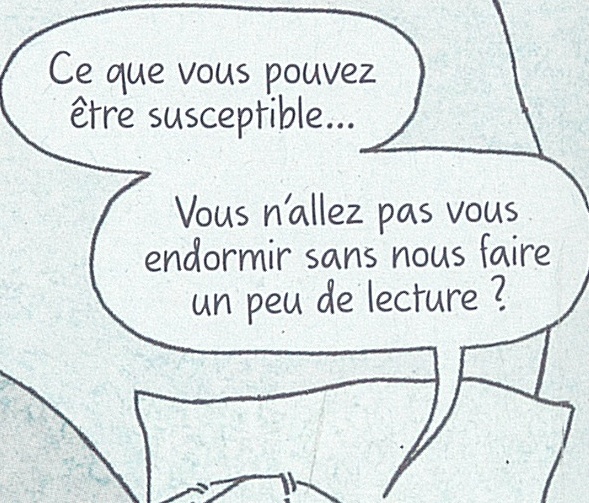 Ce que vous pouvez
être susceptible...
Vous n'allez pas vous
endormir sans nous faire
un peu de lecture ?